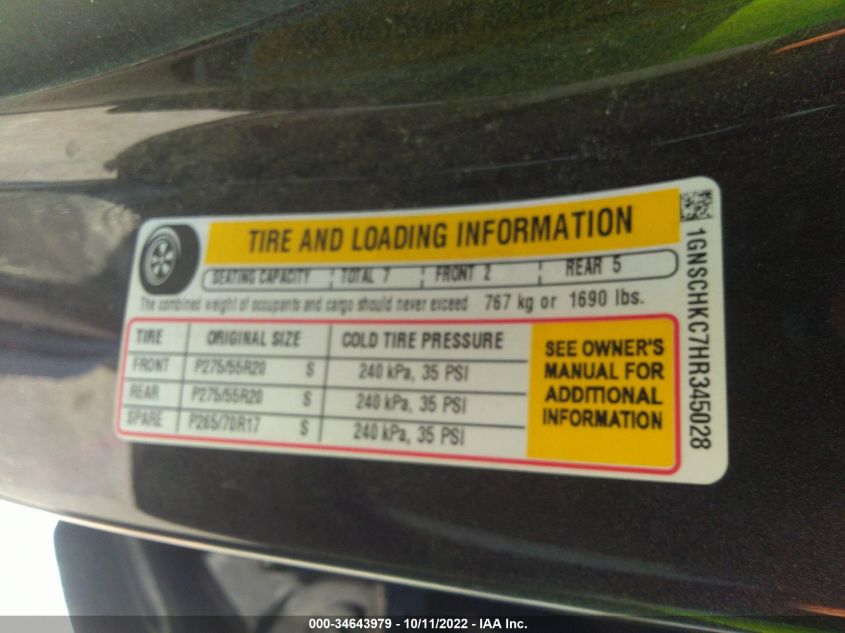 TIRE AND LOADING INFORMATION
SEATING CAPACITY TOTAL 7 FRONT 2 REAR 5
The combined weight of occupants and cargo should never exceed 767 kg or 1690 lbs.
TIRE ORIGINAL SIZE COLD TIRE PRESSURE
FRONT P275/55R20 S 240 kPa, 35 PSI
REAR P275/55R20 S 240 kPa, 35 PSI
SPARE P265/70R17 S 240 kPa, 35 PSI
SEE OWNER'S
MANUAL FOR
ADDITIONAL
INFORMATION
1GNSCHKC7HR345028
000-34643979 - 10/11/2022 - IAA Inc.